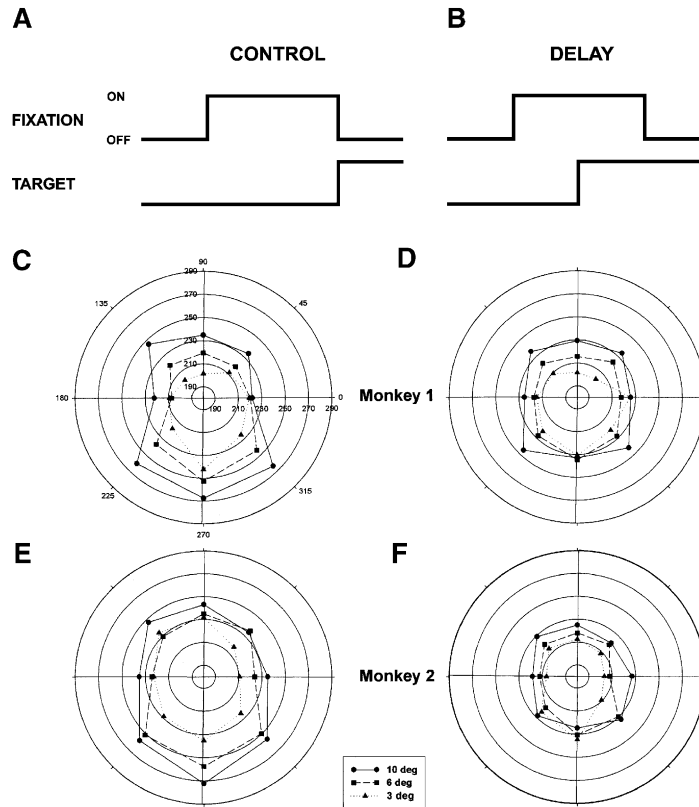 A
B
CONTROL
DELAY
ON
FIXATION
OFF
TARGET
C
D
90
135
45
290
270
250
230
210
190
180
0
190 210 230 250 270 290
Monkey 1
225
315
270
E
F
Monkey 2
10 deg
6 deg
3 deg